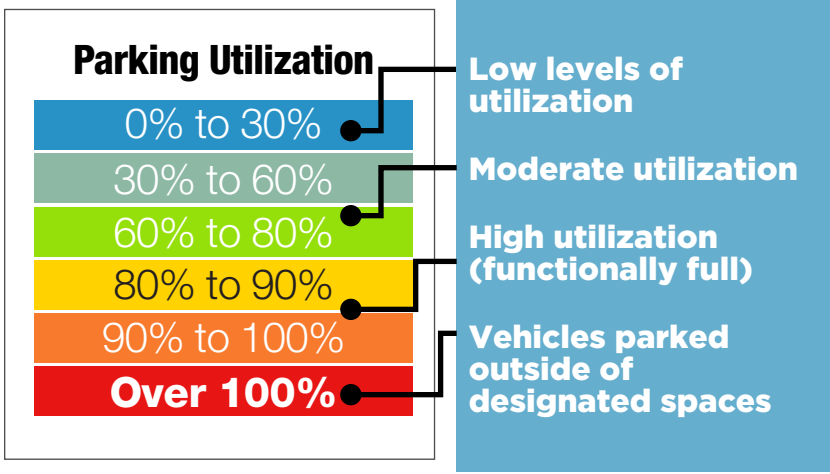 Parking Utilization
0% to 30%
30% to 60%
60% to 80%
80% to 90%
90% to 100%
Over 100%
Low levels of
utilization
Moderate utilization
High utilization
(functionally full)
Vehicles parked
outside of
designated spaces